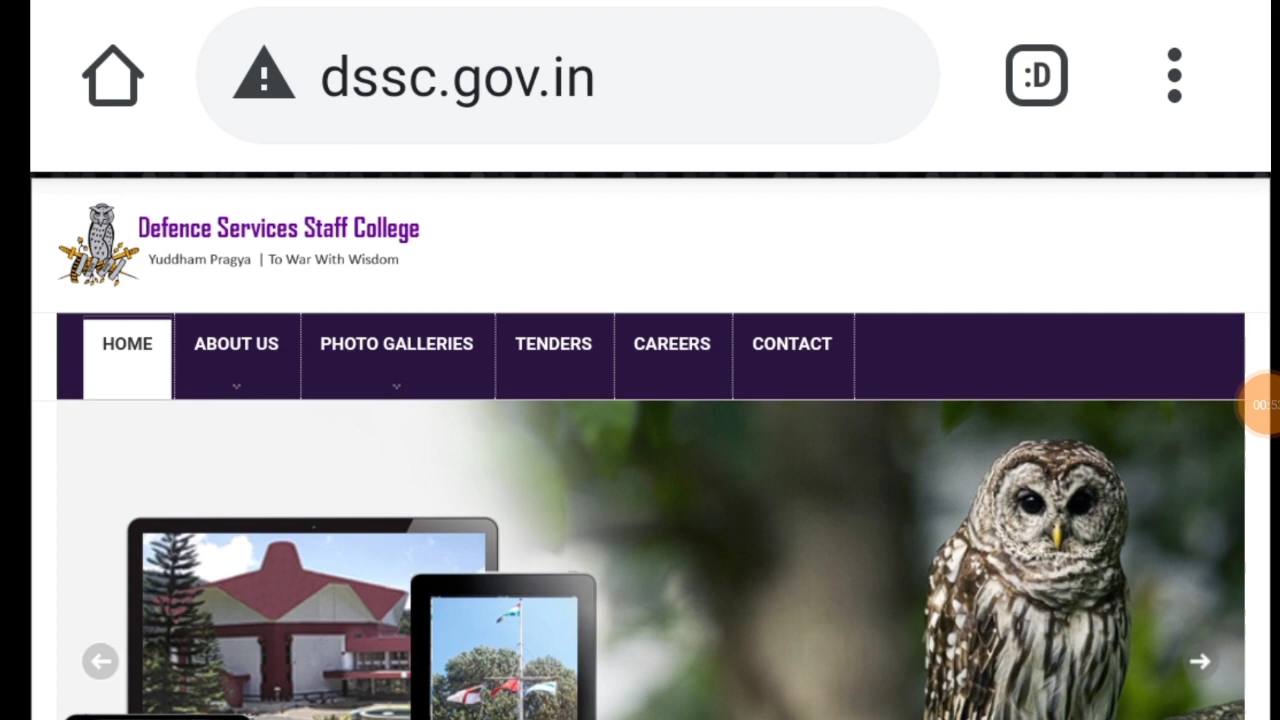 dssc.gov.in
:D
Defence Services Staff College
Yuddham Pragya | To War With Wisdom
HOME ABOUT US PHOTO GALLERIES TENDERS CAREERS CONTACT